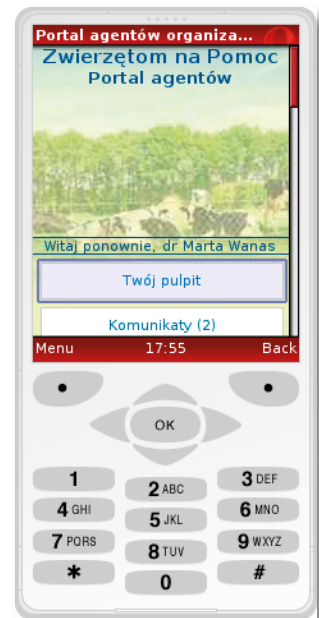 Portal agentów organiza...
Zwierzętom na Pomoc
Portal agentów
Witaj ponownie, dr Marta Wanas
Twój pulpit
Komunikaty (2)
Menu 17:55 Back
OK
1 2 ABC 3 DEF
4 GHI 5 JKL 6 MNO
7 PQRS 8 TUV 9 WXYZ
* 0 #